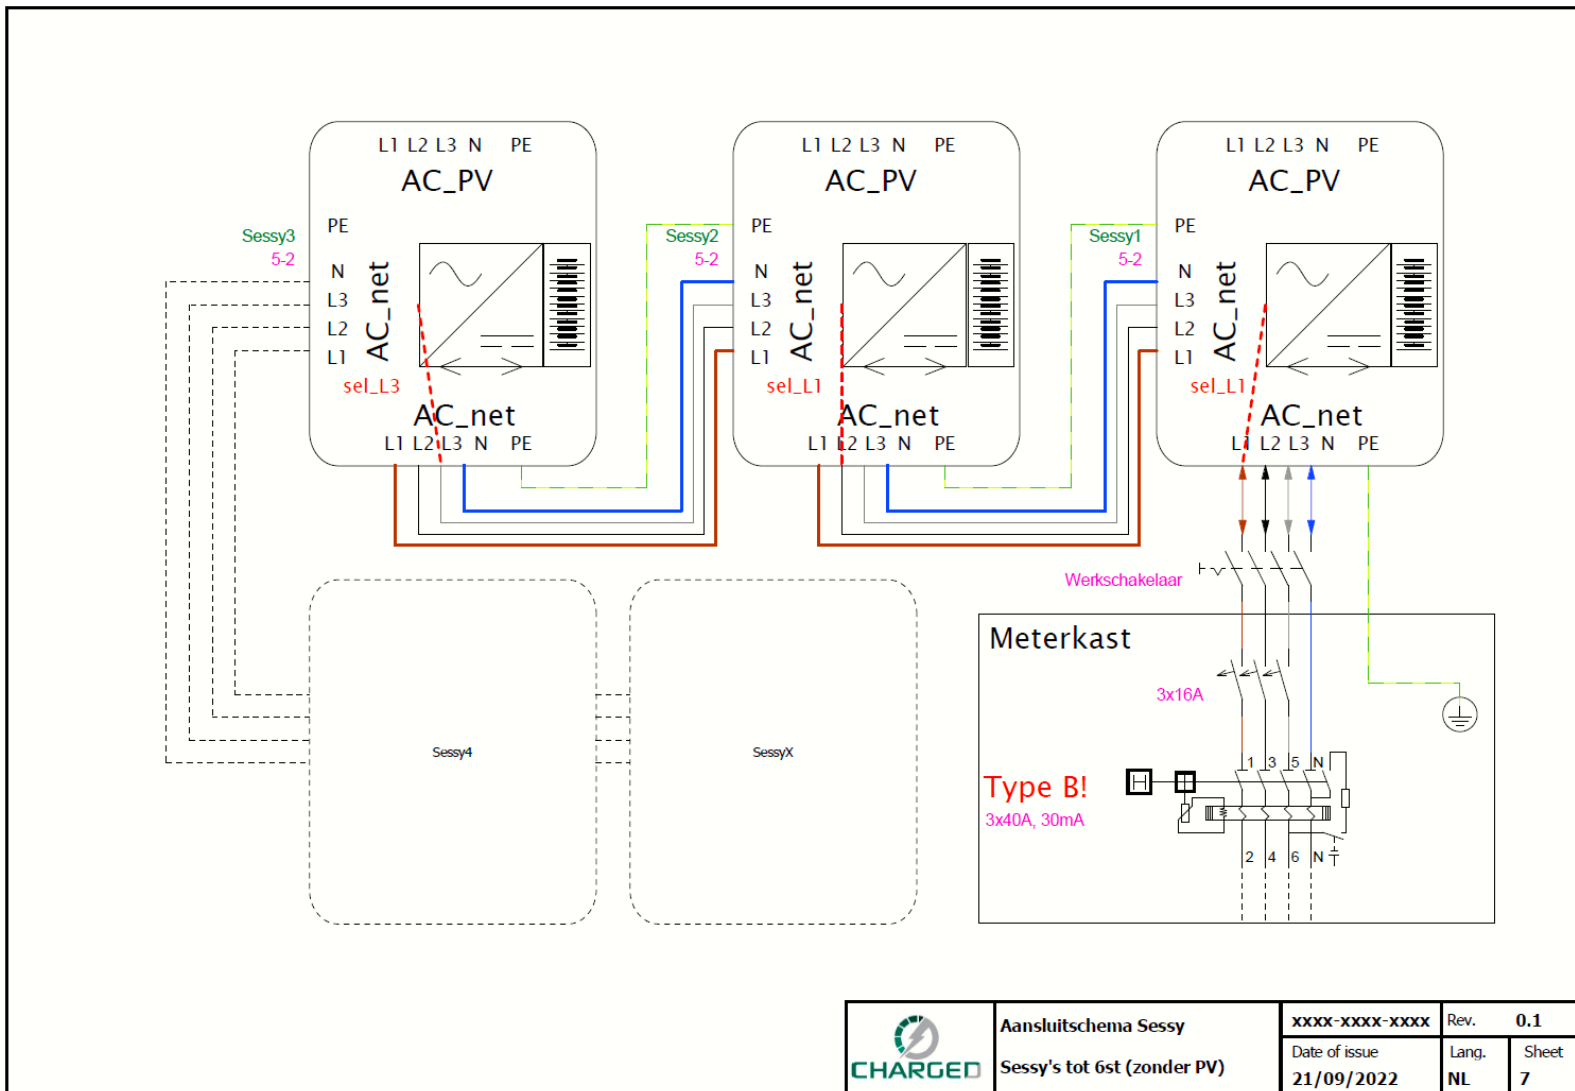 L1 L2 L3 N PE
AC_PV
PE
Sessy3
5-2
N
L3
L2
L1
AC_net
sel_L3
AC_net
L1 L2 L3 N PE
L1 L2 L3 N PE
AC_PV
PE
Sessy2
5-2
N
L3
L2
L1
AC_net
sel_L1
AC_net
L1 L2 L3 N PE
L1 L2 L3 N PE
AC_PV
PE
Sessy1
5-2
N
L3
L2
L1
AC_net
sel_L1
AC_net
L1 L2 L3 N PE
Werkschakelaar
Meterkast
3x16A
1 3 5 N
H
Type B!
3x40A, 30mA
2 4 6 N
Sessy4
SessyX
CHARGED
Aansluitschema Sessy
Sessy's tot 6st (zonder PV)
xxxx-xxxx-xxxx
Rev. 0.1
Date of issue
21/09/2022
Lang.
NL
Sheet
7